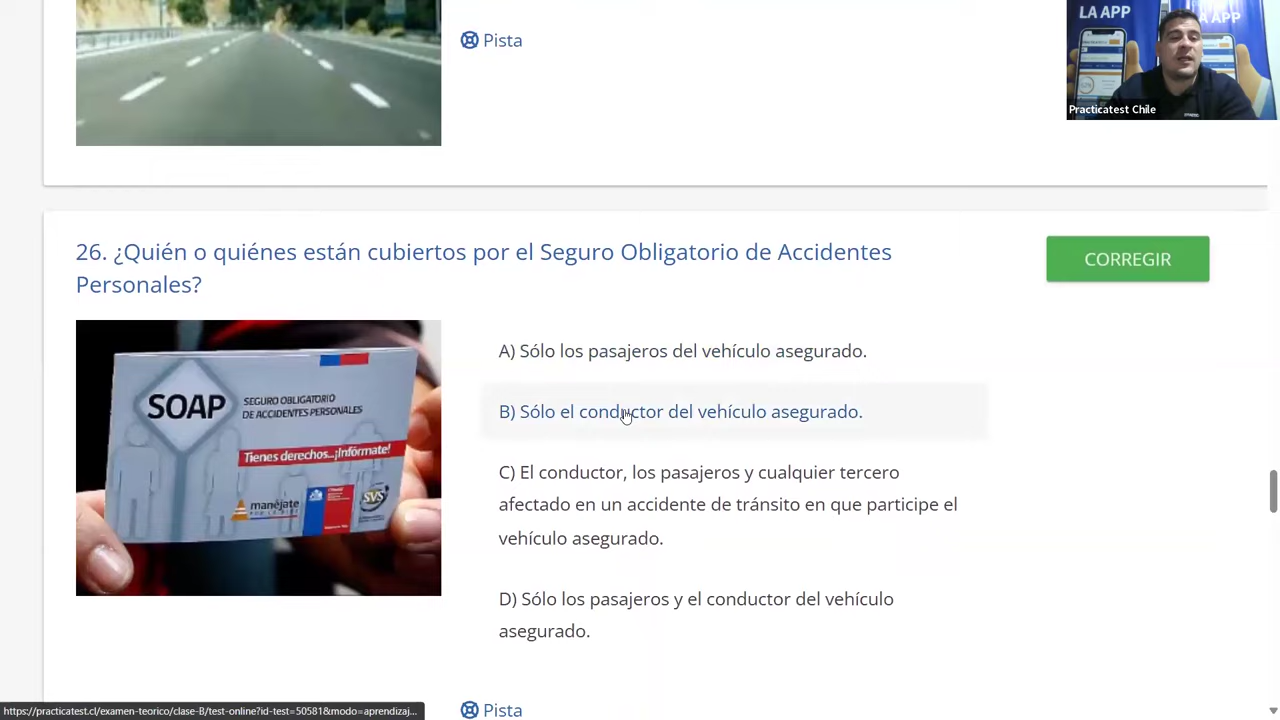 Pista
LA APP
LA APP
Practicatest Chile
26. ¿Quién o quiénes están cubiertos por el Seguro Obligatorio de Accidentes
Personales?
CORREGIR
SOAP
SEGURO OBLIGATORIO
DE ACCIDENTES PERSONALES
Tienes derechos...¡Infórmate!
manéjate
POR LA VIDA
SVS
A) Sólo los pasajeros del vehículo asegurado.
B) Sólo el conductor del vehículo asegurado.
C) El conductor, los pasajeros y cualquier tercero
afectado en un accidente de tránsito en que participe el
vehículo asegurado.
D) Sólo los pasajeros y el conductor del vehículo
asegurado.
Pista
https://practicatest.cl/examen-teorico/clase-B/test-online?id-test=50581&modo=aprendizaj...